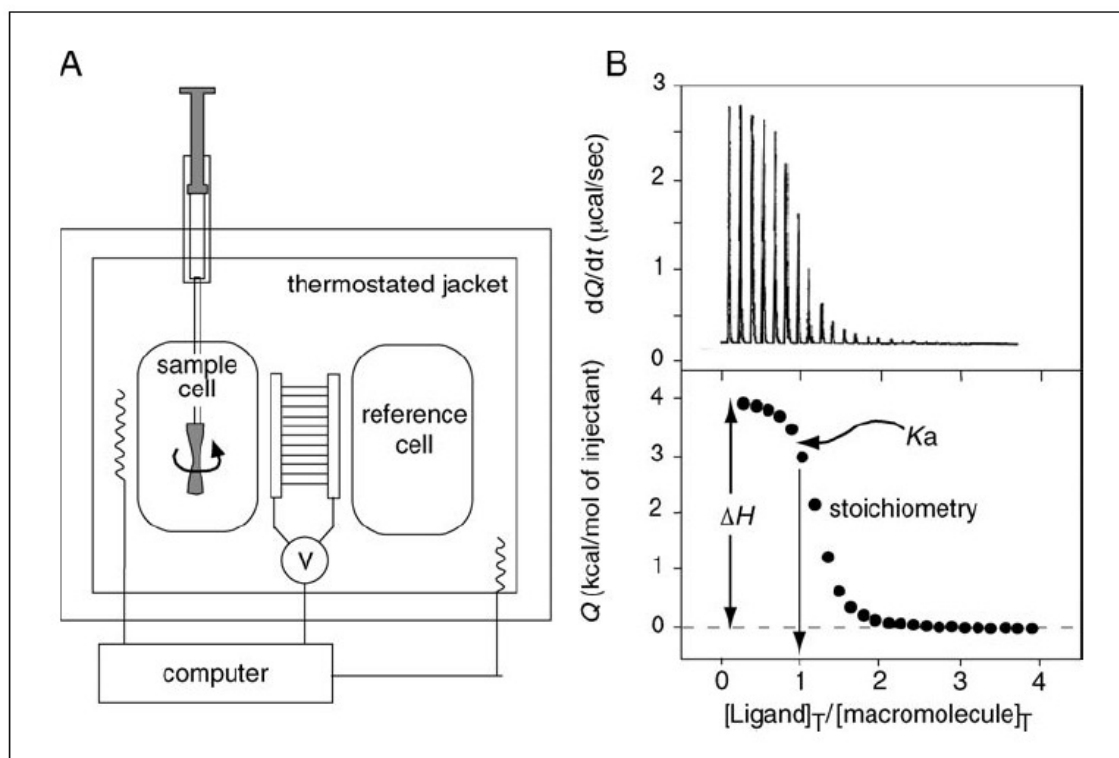 A
thermostated jacket
sample
cell
reference
cell
V
computer
B
dQ/dt (μcal/sec)
3
2
1
0
Q (kcal/mol of injectant)
4
3
2
1
0
ΔH
Ka
stoichiometry
0 1 2 3 4
[Ligand]T/[macromolecule]T